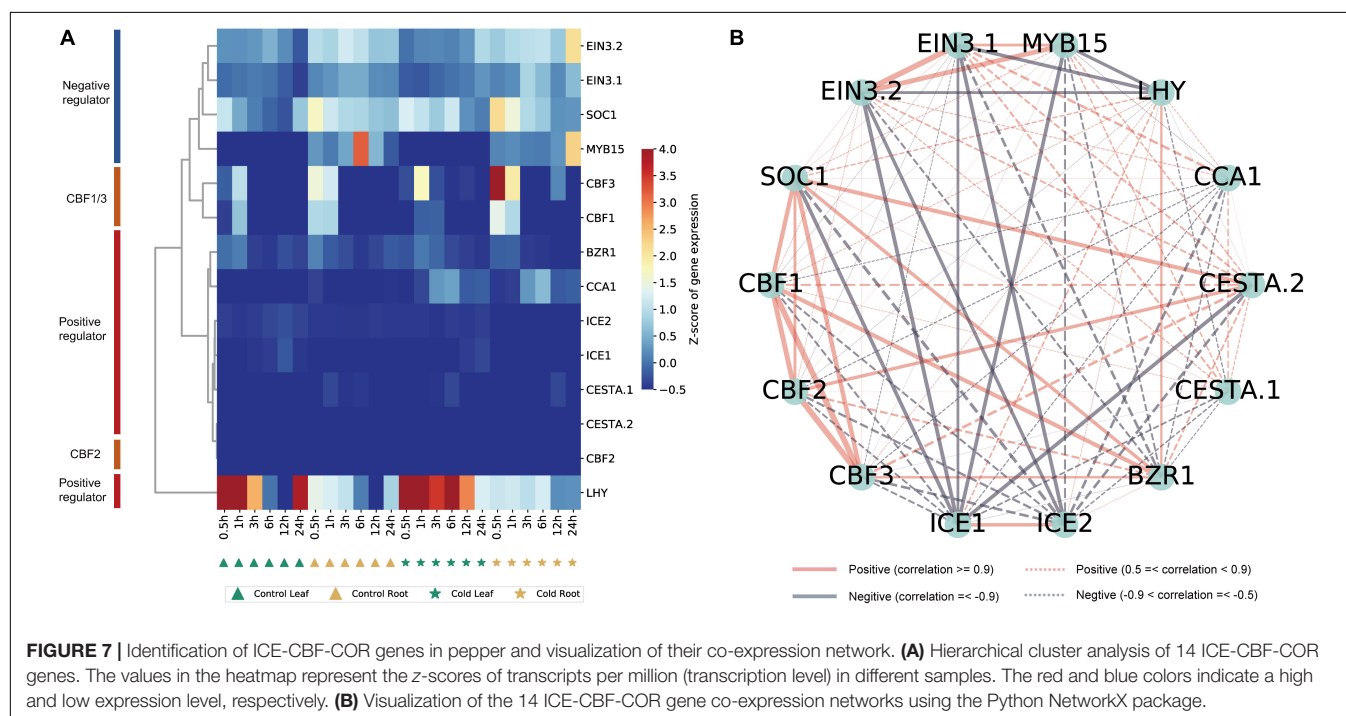 A
Negative
regulator
CBF1/3
Positive
regulator
CBF2
Positive
regulator
EIN3.2
EIN3.1
SOC1
MYB15
CBF3
CBF1
BZR1
CCA1
ICE2
ICE1
CESTA.1
CESTA.2
CBF2
LHY
4.0
3.5
3.0
2.5
2.0
1.5
1.0
0.5
0.0
−0.5
Z-score of gene expression
0.5h 1h 3h 6h 12h 24h 0.5h 1h 3h 6h 12h 24h 0.5h 1h 3h 6h 12h 24h 0.5h 1h 3h 6h 12h 24h
Control Leaf Control Root Cold Leaf Cold Root
B
EIN3.1 MYB15
EIN3.2 LHY
SOC1 CCA1
CBF1 CESTA.2
CBF2 CESTA.1
CBF3 BZR1
ICE1 ICE2
Positive (correlation >= 0.9) Positive (0.5 =< correlation < 0.9)
Negitive (correlation =< -0.9) Negtive (-0.9 < correlation =< -0.5)
FIGURE 7 | Identification of ICE-CBF-COR genes in pepper and visualization of their co-expression network. (A) Hierarchical cluster analysis of 14 ICE-CBF-COR
genes. The values in the heatmap represent the z-scores of transcripts per million (transcription level) in different samples. The red and blue colors indicate a high
and low expression level, respectively. (B) Visualization of the 14 ICE-CBF-COR gene co-expression networks using the Python NetworkX package.